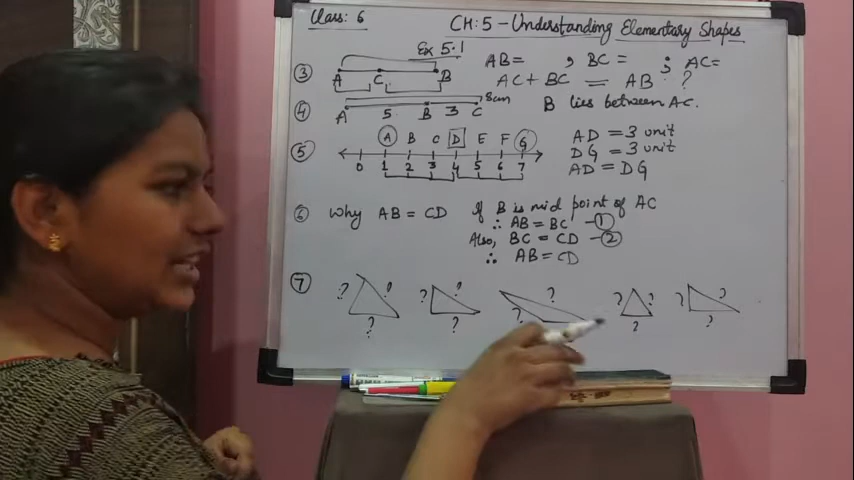 Class: 6
CH:5 - Understanding Elementary Shapes
Ex 5.1
③ A C B AB= , BC= ; AC=
AC + BC = AB ?
④ A 5 B 3 C 8cm B lies between AC.
⑤ A B C D E F G
0 1 2 3 4 5 6 7
AD = 3 unit
DG = 3 unit
AD = DG
⑥ Why AB = CD If B is mid point of AC
∴ AB = BC -①
Also, BC = CD -②
∴ AB = CD
⑦ ? ? ? ? ? ? ? ? ? ? ? ? ? ?